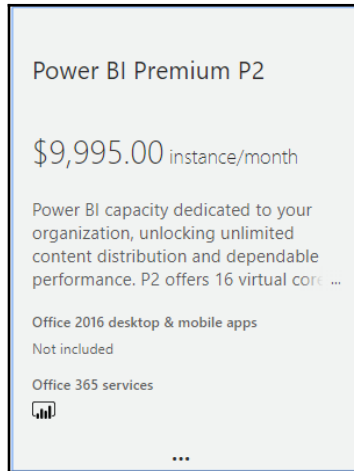 Power BI Premium P2
$9,995.00 instance/month
Power BI capacity dedicated to your
organization, unlocking unlimited
content distribution and dependable
performance. P2 offers 16 virtual core ...
Office 2016 desktop & mobile apps
Not included
Office 365 services
...